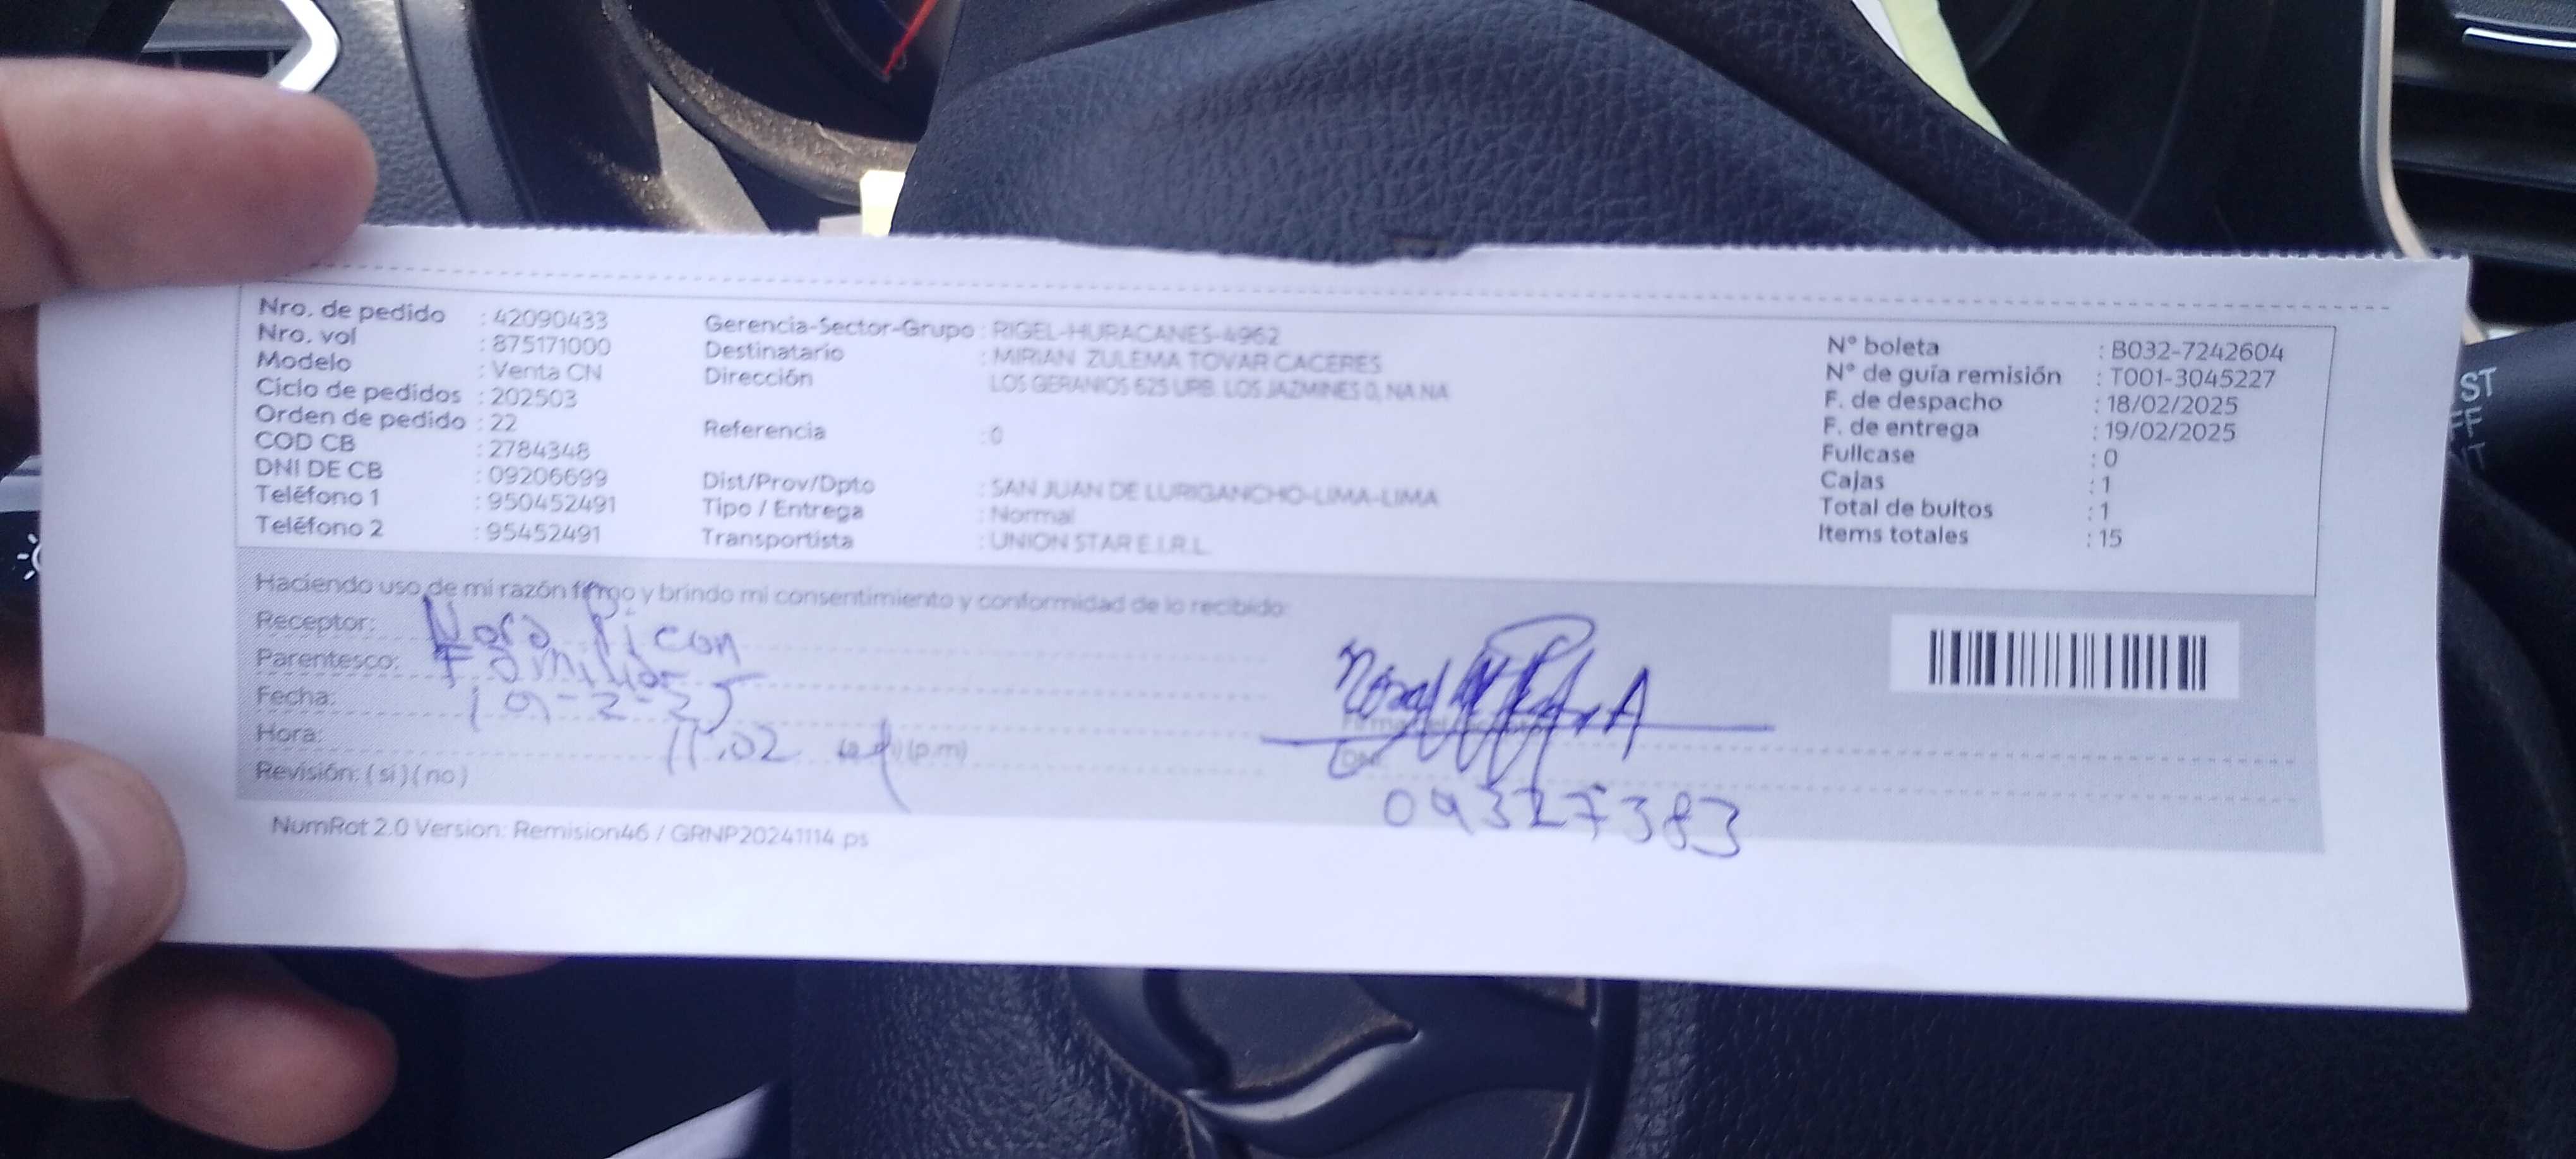 Nro. de pedido : 42090433
Nro. vol : 875171000
Modelo : Venta CN
Ciclo de pedidos : 202503
Orden de pedido : 22
COD CB : 2784348
DNI DE CB : 09206699
Teléfono 1 : 950452491
Teléfono 2 : 95452491
Gerencia-Sector-Grupo : RIGEL-HURACANES-4962
Destinatario : MIRIAN ZULEMA TOVAR CACERES
Dirección LOS GERANIOS 625 URB. LOS JAZMINES 0, NA NA
Referencia : 0
Dist/Prov/Dpto : SAN JUAN DE LURIGANCHO-LIMA-LIMA
Tipo / Entrega : Normal
Transportista : UNION STAR E.I.R.L.
N° boleta : B032-7242604
N° de guía remisión : T001-3045227
F. de despacho : 18/02/2025
F. de entrega : 19/02/2025
Fullcase : 0
Cajas : 1
Total de bultos : 1
Items totales : 15
Haciendo uso de mi razón firmo y brindo mi consentimiento y conformidad de lo recibido:
Receptor: Nora Picon
Parentesco: Familiar
Fecha: 19-2-25
Hora: 11.02 (p.m)
Revisión: ( si ) ( no )
09327383
NumRot 2.0 Version: Remision46 / GRNP20241114.ps